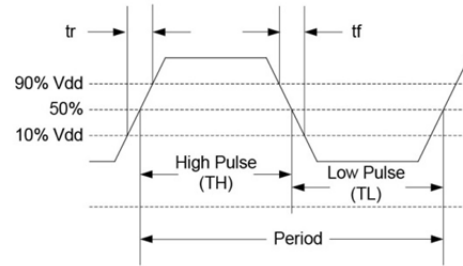 tr
tf
90% Vdd
50%
10% Vdd
High Pulse
(TH)
Low Pulse
(TL)
Period